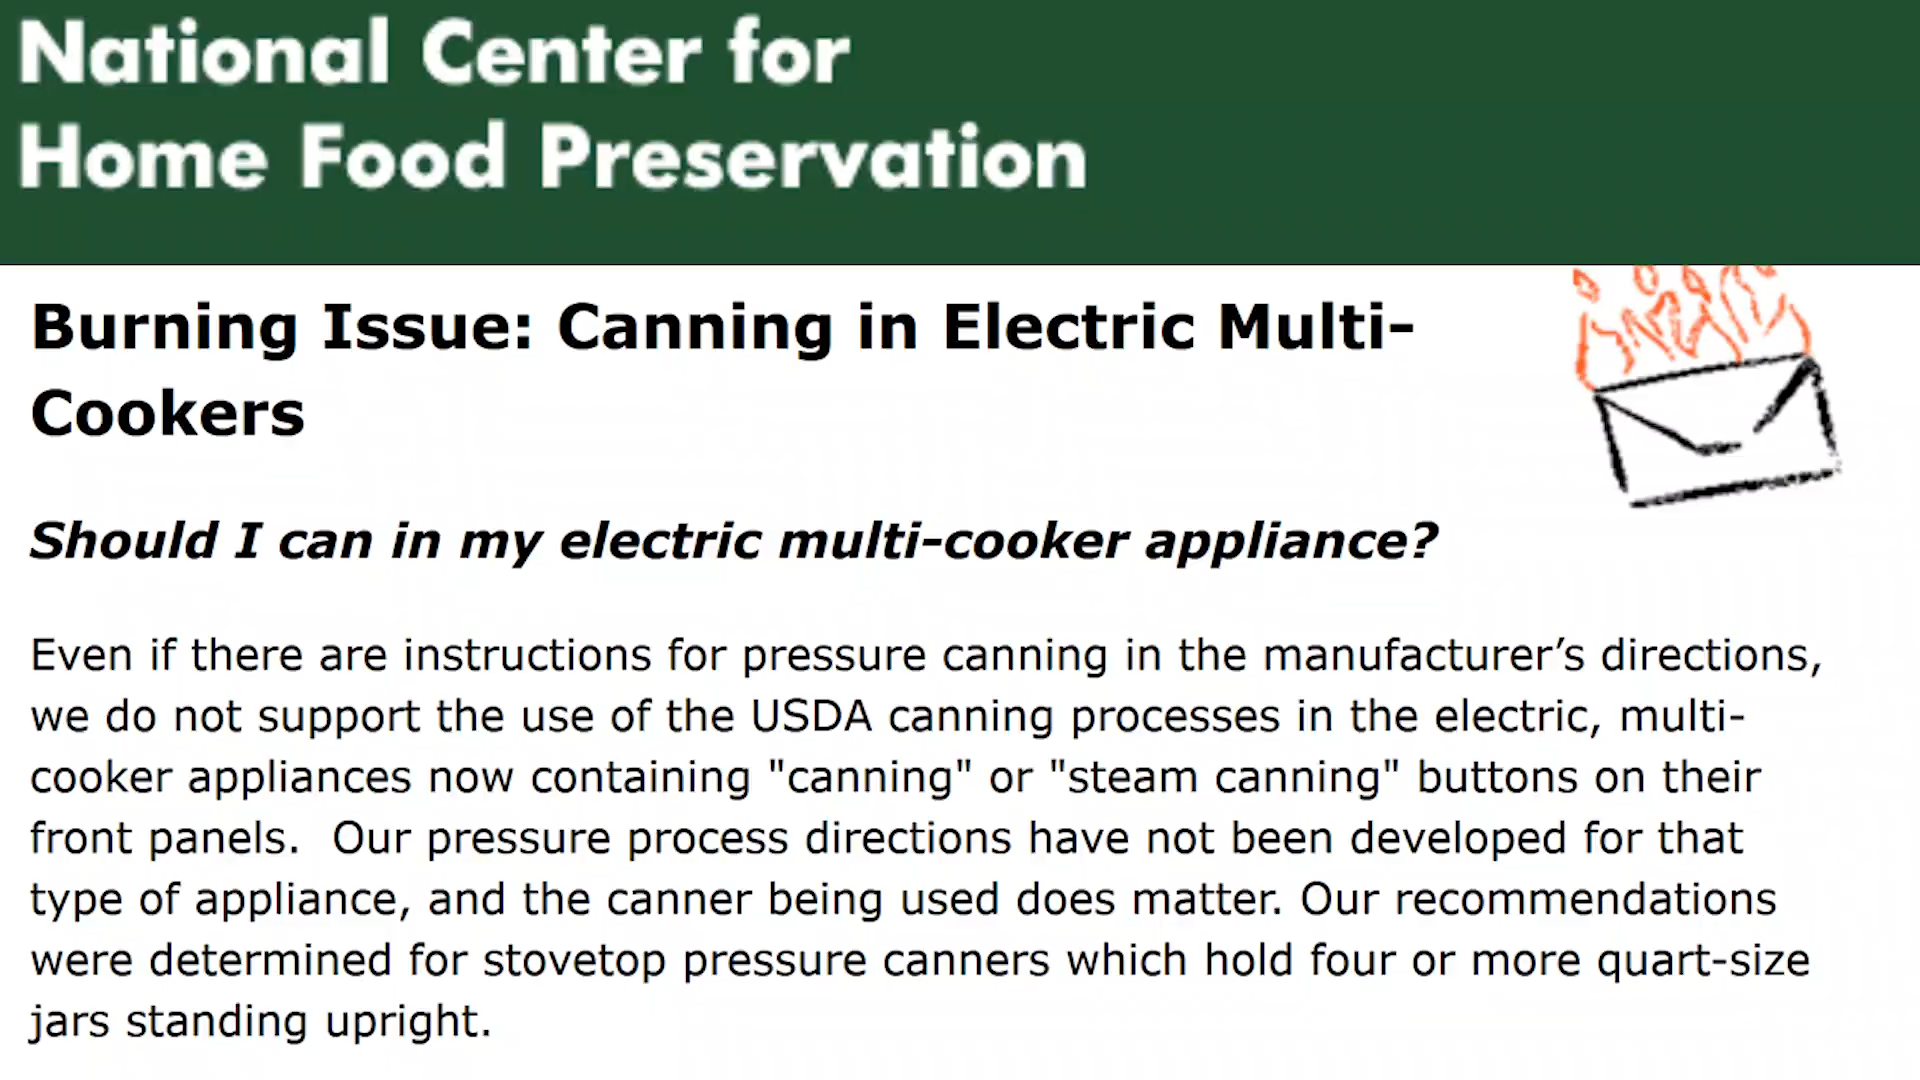 National Center for
Home Food Preservation
Burning Issue: Canning in Electric Multi-
Cookers
Should I can in my electric multi-cooker appliance?
Even if there are instructions for pressure canning in the manufacturer’s directions,
we do not support the use of the USDA canning processes in the electric, multi-
cooker appliances now containing "canning" or "steam canning" buttons on their
front panels.  Our pressure process directions have not been developed for that
type of appliance, and the canner being used does matter. Our recommendations
were determined for stovetop pressure canners which hold four or more quart-size
jars standing upright.